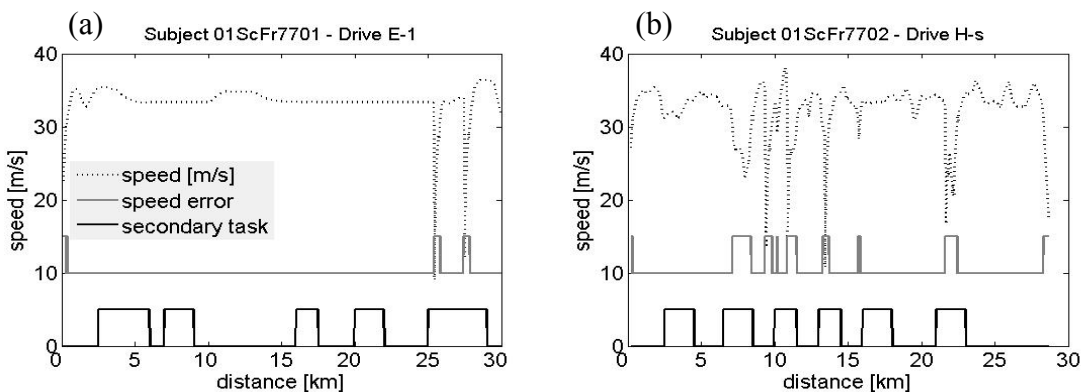 (a)
Subject 01ScFr7701 - Drive E-1
40
30
20
10
0
speed [m/s]
speed [m/s]
speed error
secondary task
0 5 10 15 20 25 30
distance [km]
(b)
Subject 01ScFr7702 - Drive H-s
40
30
20
10
0
speed [m/s]
0 5 10 15 20 25 30
distance [km]